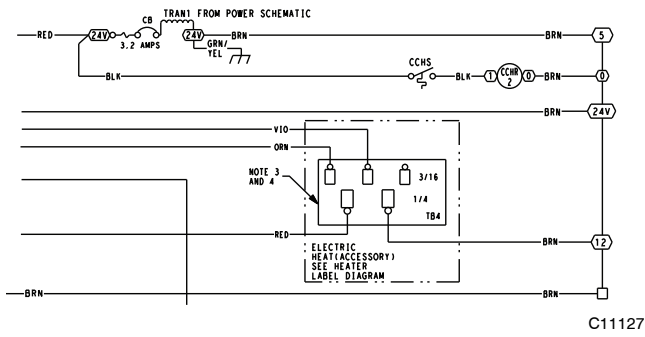 TRAN1 FROM POWER SCHEMATIC
CB
RED 24V 24V BRN BRN 5
3.2 AMPS
GRN/
YEL
CCHS
BLK BLK 1 CCHR 0 BRN 0
2
BRN 24V
VIO
ORN
NOTE 3
AND 4
3/16
1/4
TB4
RED
BRN 12
ELECTRIC
HEAT(ACCESSORY)
SEE HEATER
LABEL DIAGRAM
BRN BRN
C11127